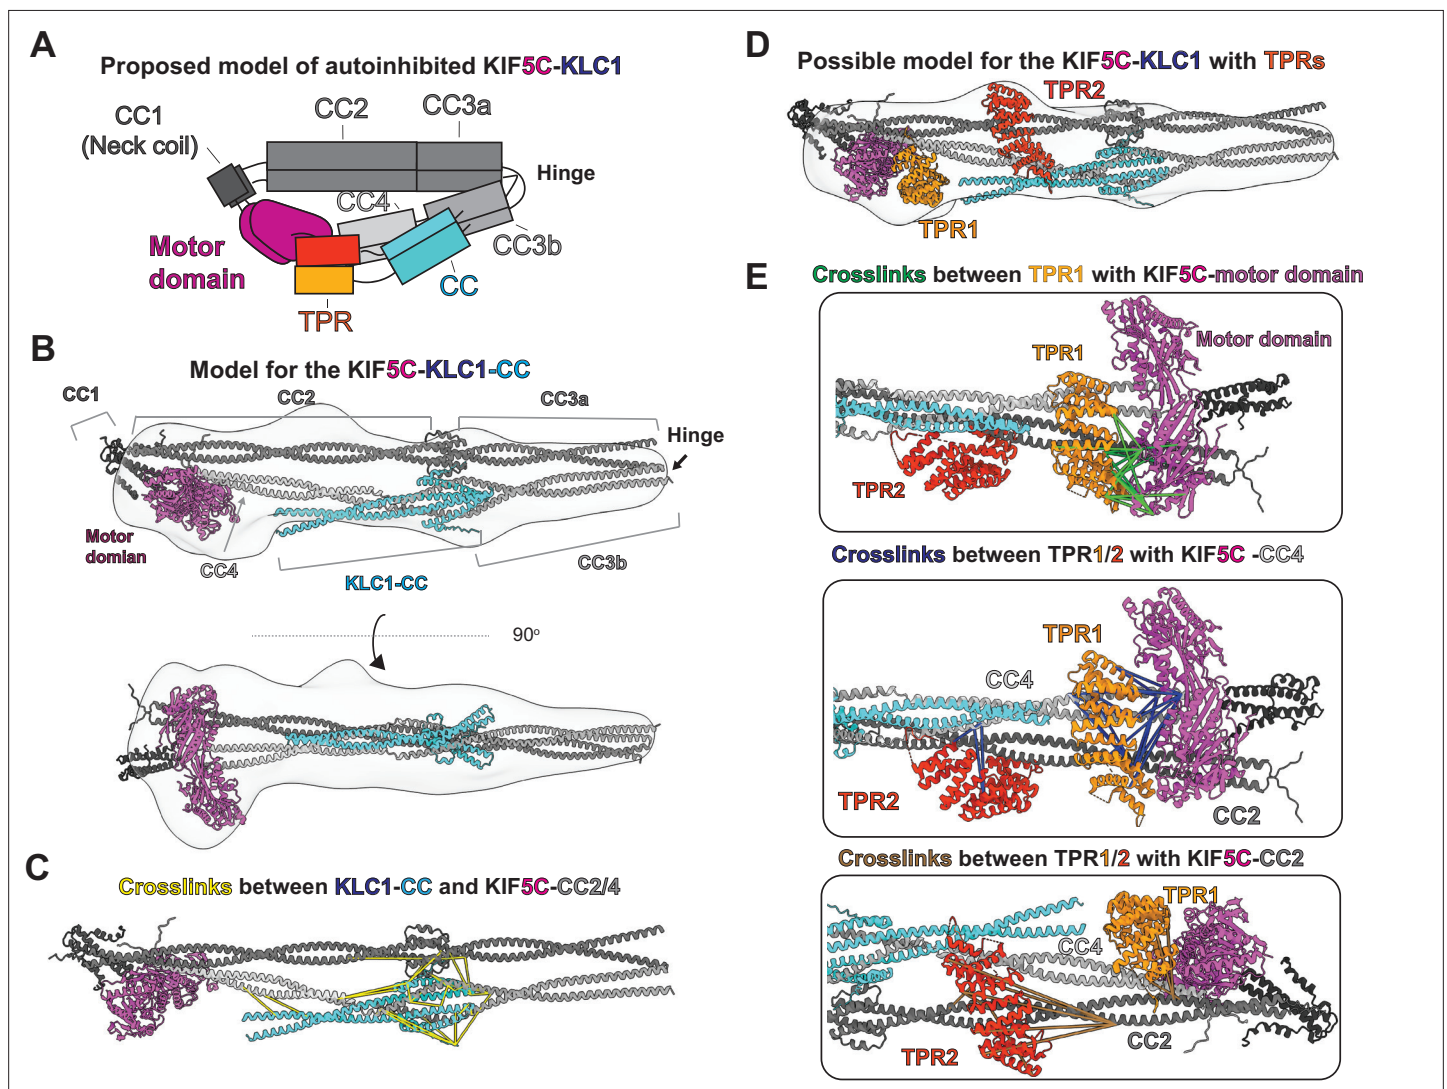 A
Proposed model of autoinhibited KIF5C-KLC1
CC1
(Neck coil)
CC2
CC3a
Hinge
CC4
CC3b
Motor
domain
CC
TPR
B
Model for the KIF5C-KLC1-CC
CC1
CC2
CC3a
Hinge
Motor
domian
CC4
KLC1-CC
CC3b
90º
C
Crosslinks between KLC1-CC and KIF5C-CC2/4
D
Possible model for the KIF5C-KLC1 with TPRs
TPR2
TPR1
E
Crosslinks between TPR1 with KIF5C-motor domain
TPR1
Motor domain
TPR2
Crosslinks between TPR1/2 with KIF5C -CC4
TPR1
CC4
TPR2
CC2
Crosslinks between TPR1/2 with KIF5C-CC2
TPR1
CC4
CC2
TPR2